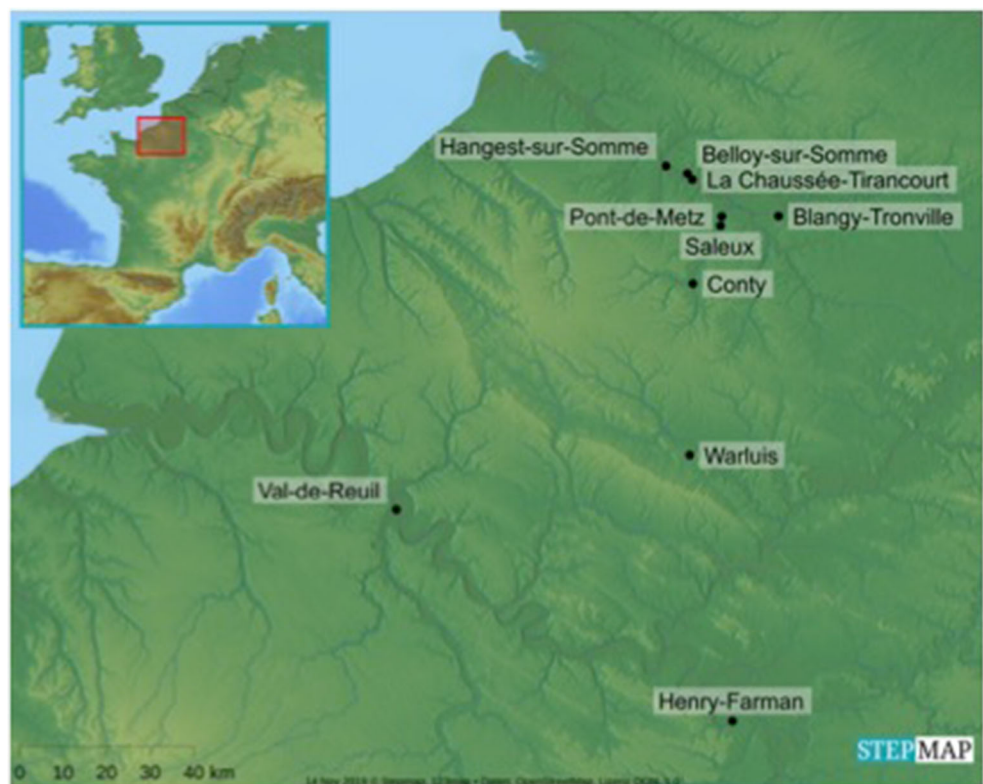 Hangest-sur-Somme
Belloy-sur-Somme
La Chaussée-Tirancourt
Pont-de-Metz
Blangy-Tronville
Saleux
Conty
Warluis
Val-de-Reuil
Henry-Farman
STEPMAP
0 10 20 30 40 km